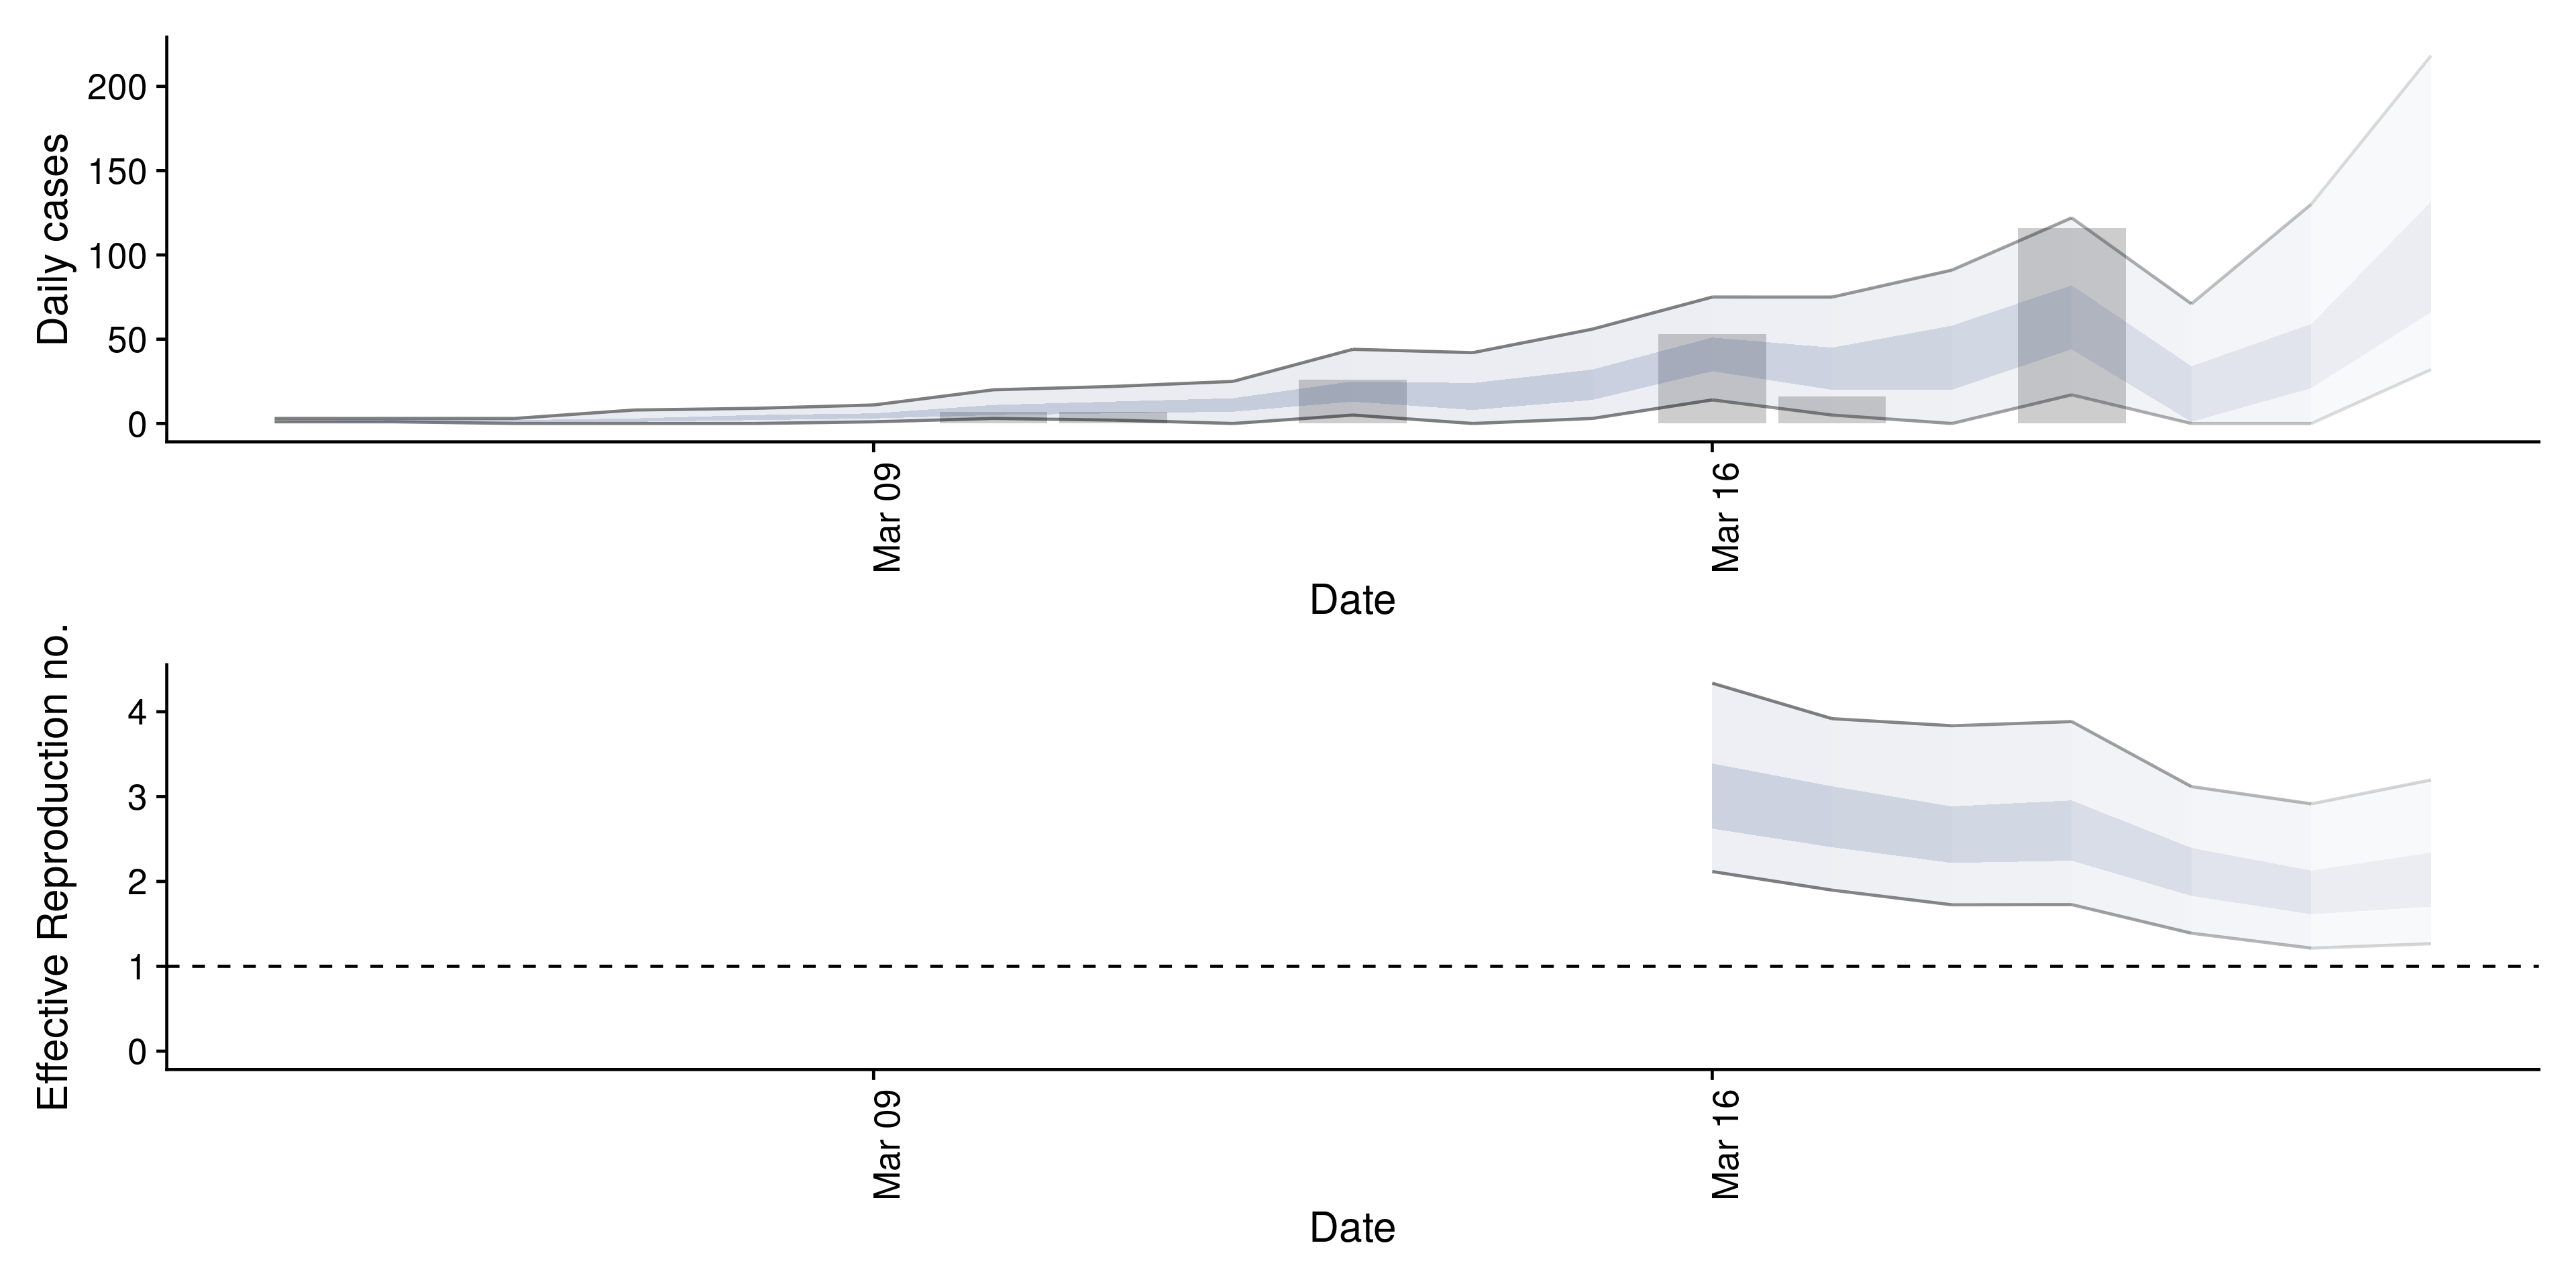 Daily cases
200
150
100
50
0
Mar 09
Mar 16
Date
Effective Reproduction no.
4
3
2
1
0
Mar 09
Mar 16
Date